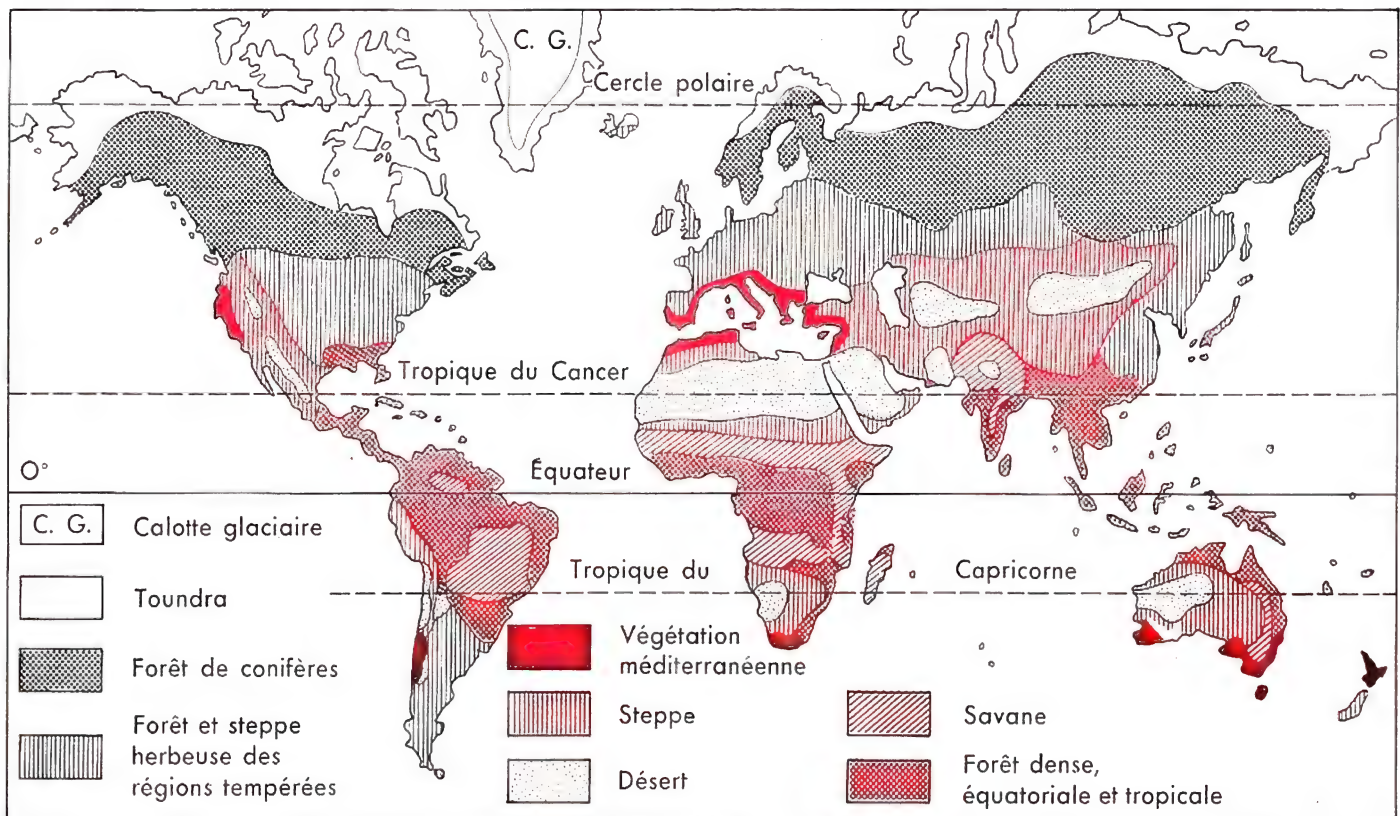 C. G.
Cercle polaire
Tropique du Cancer
O°
Équateur
Tropique du
Capricorne
C. G.
Calotte glaciaire
Toundra
Forêt de conifères
Forêt et steppe
herbeuse des
régions tempérées
Végétation
méditerranéenne
Steppe
Désert
Savane
Forêt dense,
équatoriale et tropicale